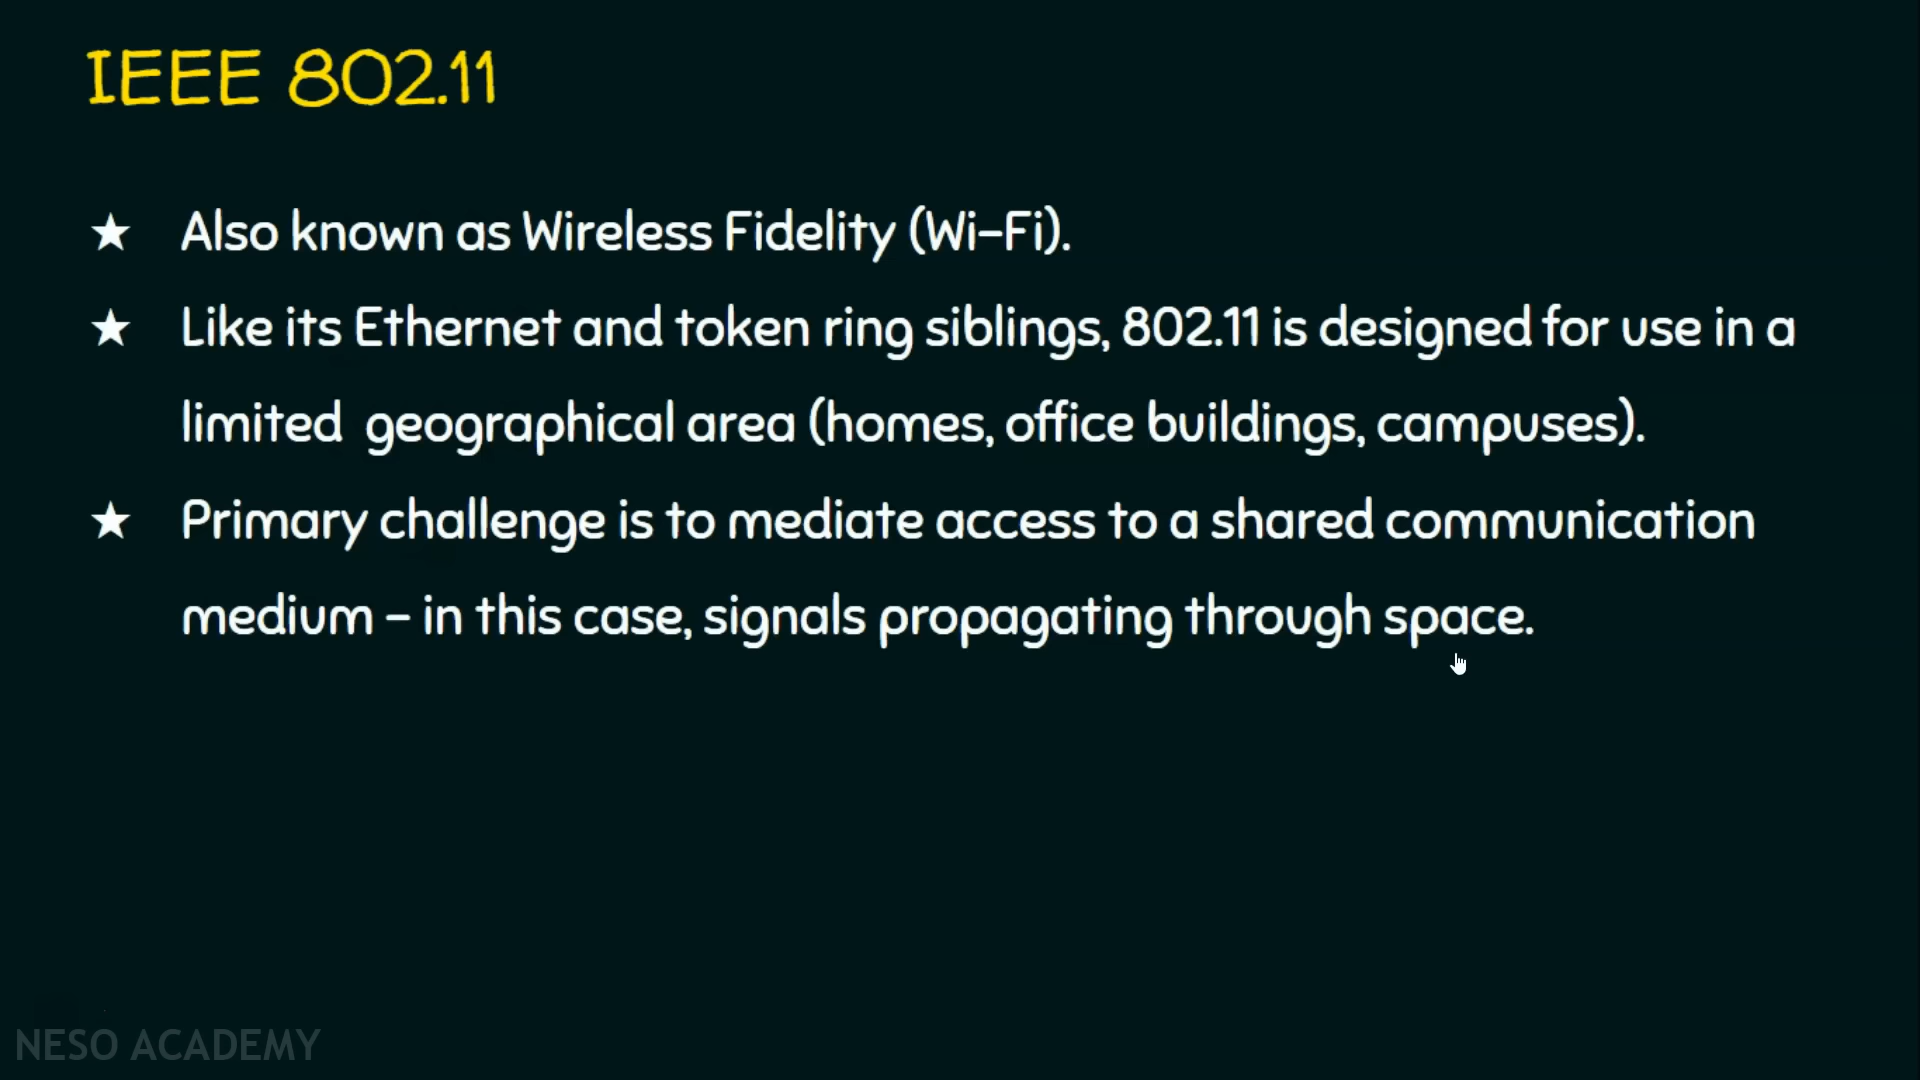 IEEE 802.11
★ Also known as Wireless Fidelity (Wi-Fi).
★ Like its Ethernet and token ring siblings, 802.11 is designed for use in a
limited geographical area (homes, office buildings, campuses).
★ Primary challenge is to mediate access to a shared communication
medium – in this case, signals propagating through space.
NESO ACADEMY